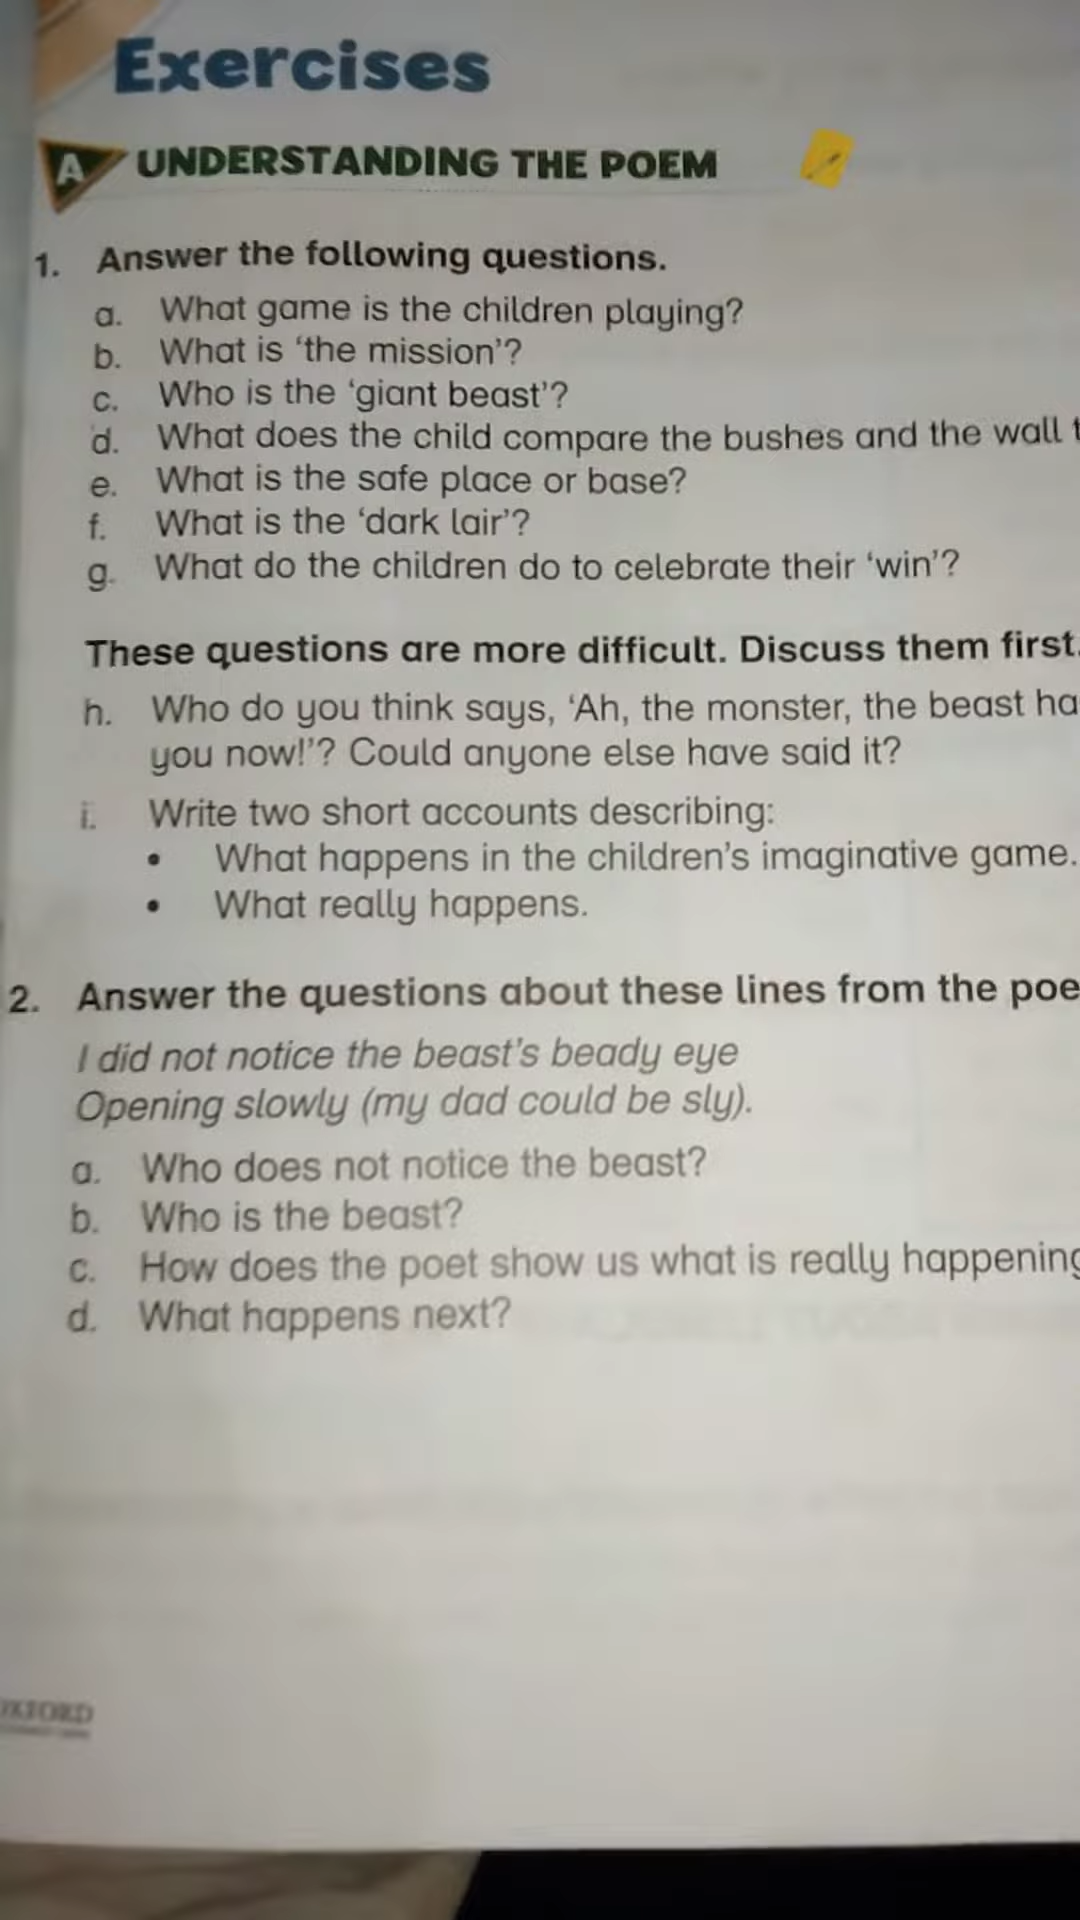 Exercises
A UNDERSTANDING THE POEM
1. Answer the following questions.
a. What game is the children playing?
b. What is ‘the mission’?
c. Who is the ‘giant beast’?
d. What does the child compare the bushes and the wall t
e. What is the safe place or base?
f. What is the ‘dark lair’?
g. What do the children do to celebrate their ‘win’?
These questions are more difficult. Discuss them first.
h. Who do you think says, ‘Ah, the monster, the beast ha
you now!’? Could anyone else have said it?
i. Write two short accounts describing:
• What happens in the children’s imaginative game.
• What really happens.
2. Answer the questions about these lines from the poe
I did not notice the beast’s beady eye
Opening slowly (my dad could be sly).
a. Who does not notice the beast?
b. Who is the beast?
c. How does the poet show us what is really happening
d. What happens next?
OXFORD